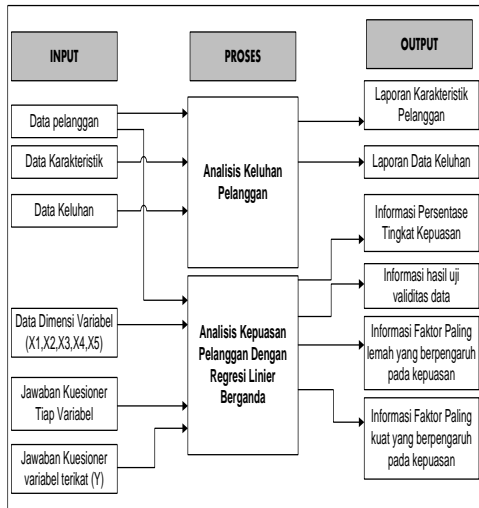 INPUT
PROSES
OUTPUT
Data pelanggan
Data Karakteristik
Data Keluhan
Data Dimensi Variabel
(X1,X2,X3,X4,X5)
Jawaban Kuesioner
Tiap Variabel
Jawaban Kuesioner
variabel terikat (Y)
Analisis Keluhan
Pelanggan
Analisis Kepuasan
Pelanggan Dengan
Regresi Linier
Berganda
Laporan Karakteristik
Pelanggan
Laporan Data Keluhan
Informasi Persentase
Tingkat Kepuasan
Informasi hasil uji
validitas data
Informasi Faktor Paling
lemah yang berpengaruh
pada kepuasan
Informasi Faktor Paling
kuat yang berpengaruh
pada kepuasan